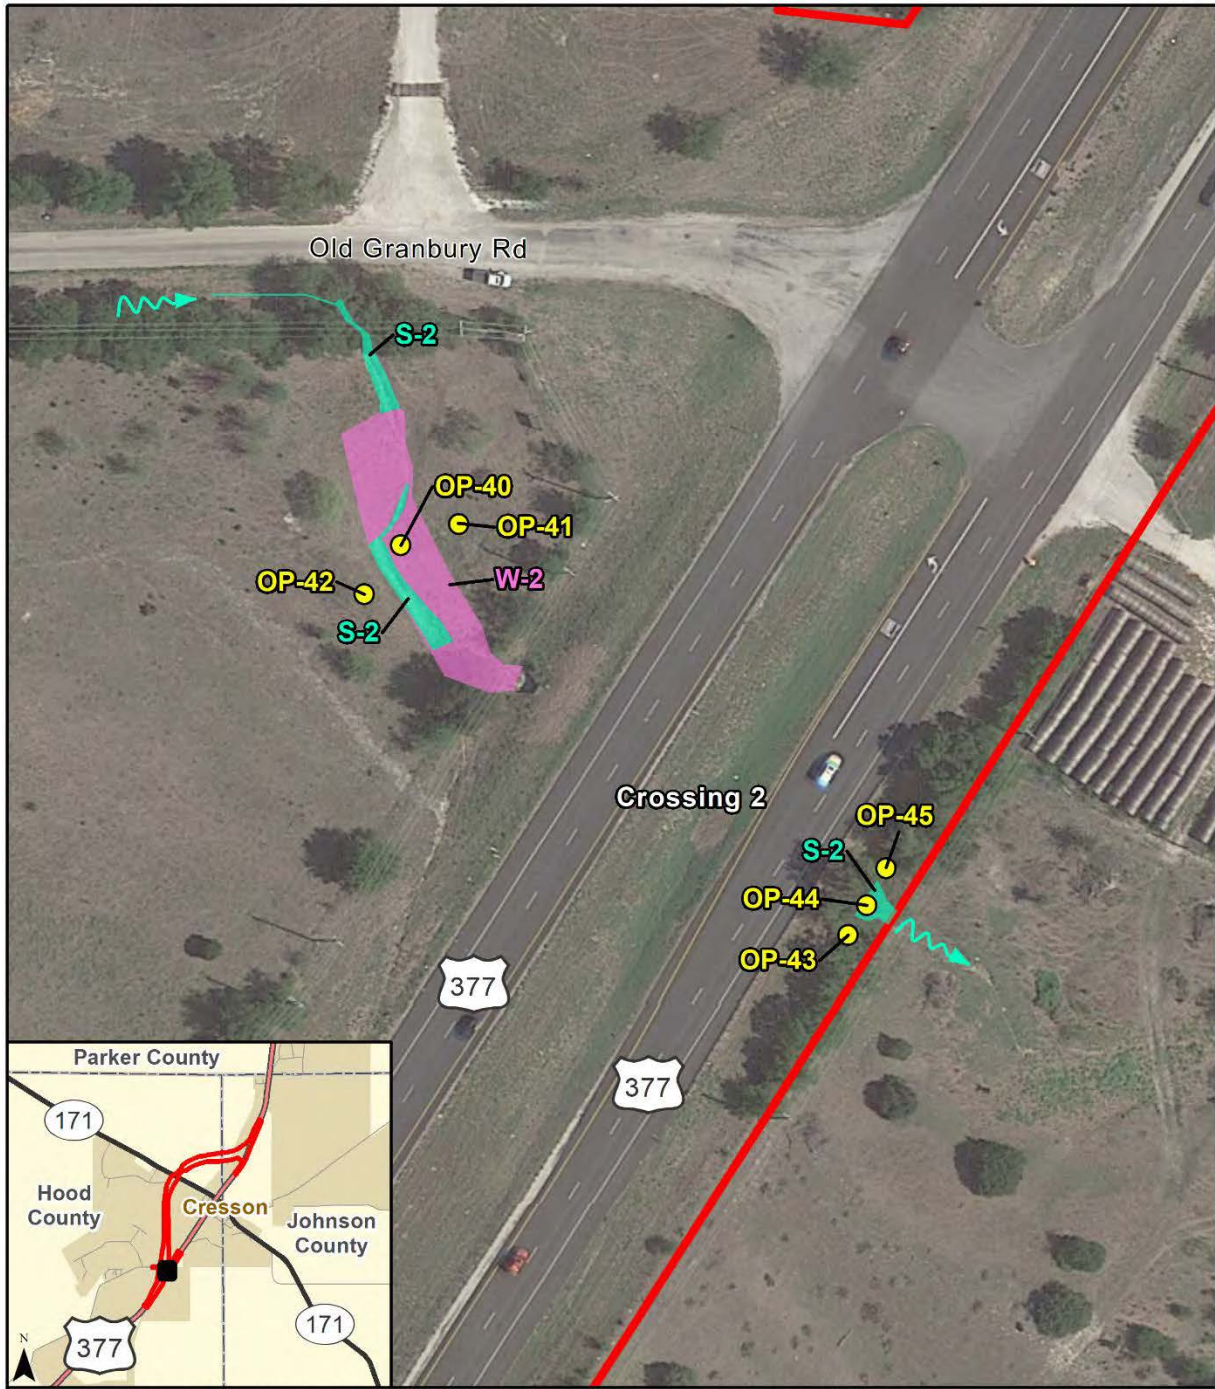 Old Granbury Rd
S-2
OP-40
OP-41
W-2
OP-42
S-2
Crossing 2
OP-45
S-2
OP-44
OP-43
377
377
Parker County
171
Hood
County
Cresson
Johnson
County
171
377
N